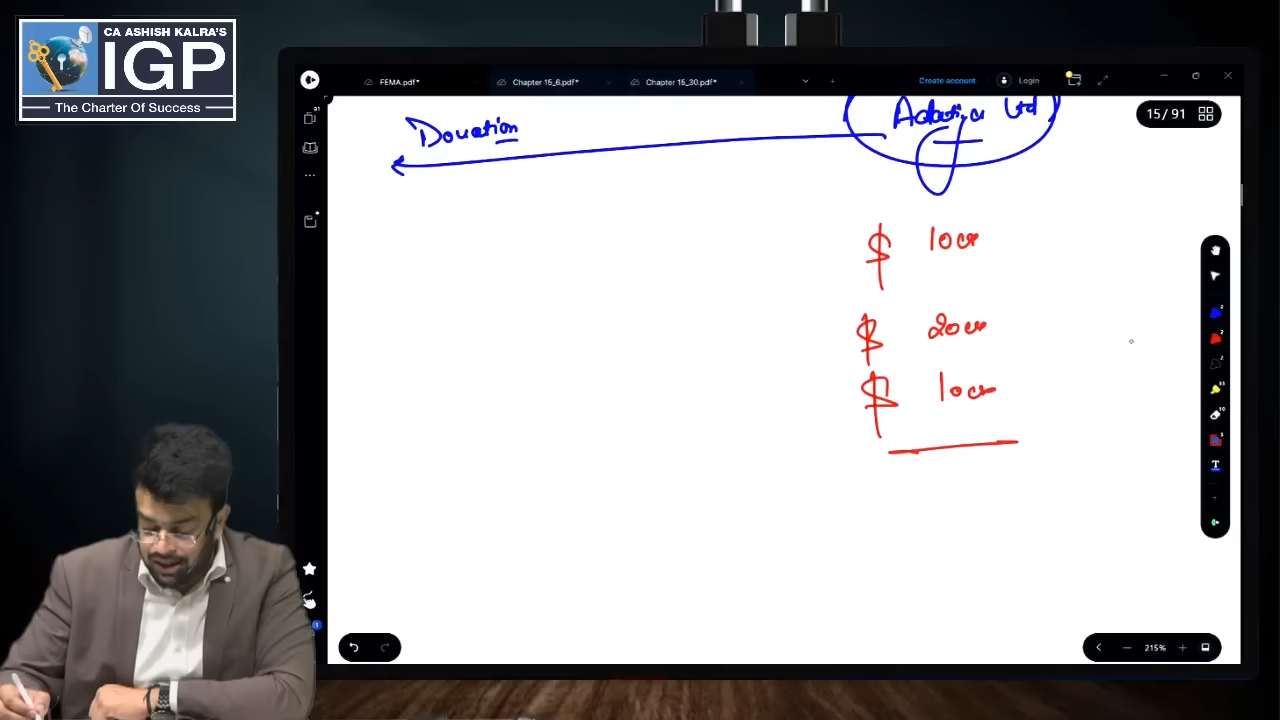 CA ASHISH KALRA'S
IGP
The Charter Of Success
FEMA.pdf*
Chapter 15_6.pdf*
Chapter 15_30.pdf*
Create account
Login
15/ 91
Donation
Ltd
$ 10cr
$ 20cr
$ 10cr
215%